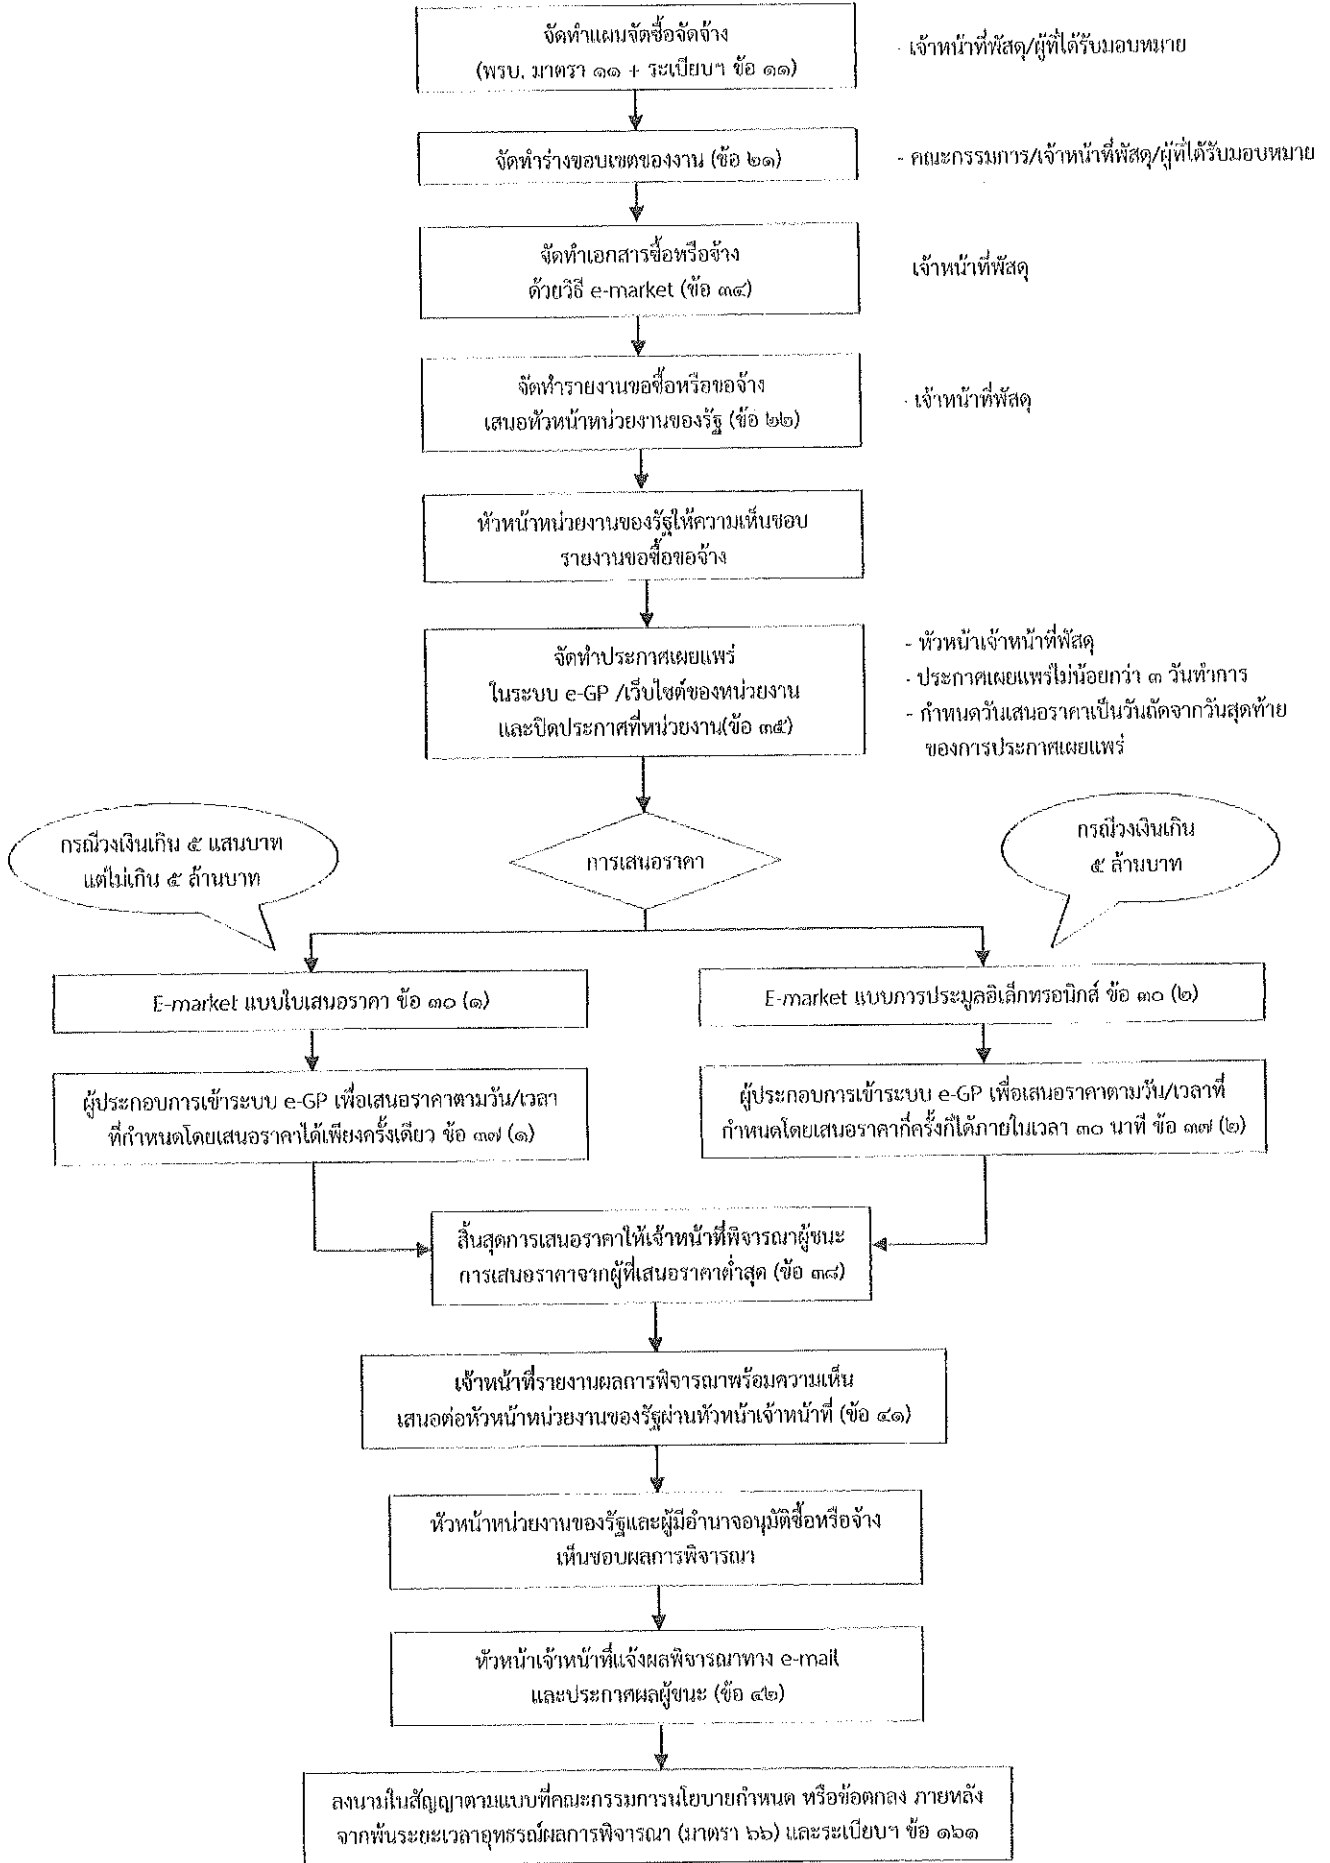 จัดทำแผนจัดซื้อจัดจ้าง
(พรบ. มาตรา ๑๑ + ระเบียบฯ ข้อ ๑๑)
- เจ้าหน้าที่พัสดุ/ผู้ที่ได้รับมอบหมาย
จัดทำร่างขอบเขตของงาน (ข้อ ๒๑)
- คณะกรรมการ/เจ้าหน้าที่พัสดุ/ผู้ที่ได้รับมอบหมาย
จัดทำเอกสารซื้อหรือจ้าง
ด้วยวิธี e-market (ข้อ ๓๔)
เจ้าหน้าที่พัสดุ
จัดทำรายงานขอซื้อหรือขอจ้าง
เสนอหัวหน้าหน่วยงานของรัฐ (ข้อ ๒๒)
- เจ้าหน้าที่พัสดุ
หัวหน้าหน่วยงานของรัฐให้ความเห็นชอบ
รายงานขอซื้อขอจ้าง
จัดทำประกาศเผยแพร่
ในระบบ e-GP /เว็บไซต์ของหน่วยงาน
และปิดประกาศที่หน่วยงาน(ข้อ ๓๕)
- หัวหน้าเจ้าหน้าที่พัสดุ
- ประกาศเผยแพร่ไม่น้อยกว่า ๓ วันทำการ
- กำหนดวันเสนอราคาเป็นวันถัดจากวันสุดท้าย
ของการประกาศเผยแพร่
กรณีวงเงินเกิน ๕ แสนบาท
แต่ไม่เกิน ๕ ล้านบาท
การเสนอราคา
กรณีวงเงินเกิน
๕ ล้านบาท
E-market แบบใบเสนอราคา ข้อ ๓๐ (๑)
E-market แบบการประมูลอิเล็กทรอนิกส์ ข้อ ๓๐ (๒)
ผู้ประกอบการเข้าระบบ e-GP เพื่อเสนอราคาตามวัน/เวลา
ที่กำหนดโดยเสนอราคาได้เพียงครั้งเดียว ข้อ ๓๗ (๑)
ผู้ประกอบการเข้าระบบ e-GP เพื่อเสนอราคาตามวัน/เวลาที่
กำหนดโดยเสนอราคากี่ครั้งก็ได้ภายในเวลา ๓๐ นาที ข้อ ๓๗ (๒)
สิ้นสุดการเสนอราคาให้เจ้าหน้าที่พิจารณาผู้ชนะ
การเสนอราคาจากผู้ที่เสนอราคาต่ำสุด (ข้อ ๓๘)
เจ้าหน้าที่รายงานผลการพิจารณาพร้อมความเห็น
เสนอต่อหัวหน้าหน่วยงานของรัฐผ่านหัวหน้าเจ้าหน้าที่ (ข้อ ๔๑)
หัวหน้าหน่วยงานของรัฐและผู้มีอำนาจอนุมัติซื้อหรือจ้าง
เห็นชอบผลการพิจารณา
หัวหน้าเจ้าหน้าที่แจ้งผลพิจารณาทาง e-mail
และประกาศผลผู้ชนะ (ข้อ ๔๒)
ลงนามในสัญญาตามแบบที่คณะกรรมการนโยบายกำหนด หรือข้อตกลง ภายหลัง
จากพ้นระยะเวลาอุทธรณ์ผลการพิจารณา (มาตรา ๖๖) และระเบียบฯ ข้อ ๑๖๑